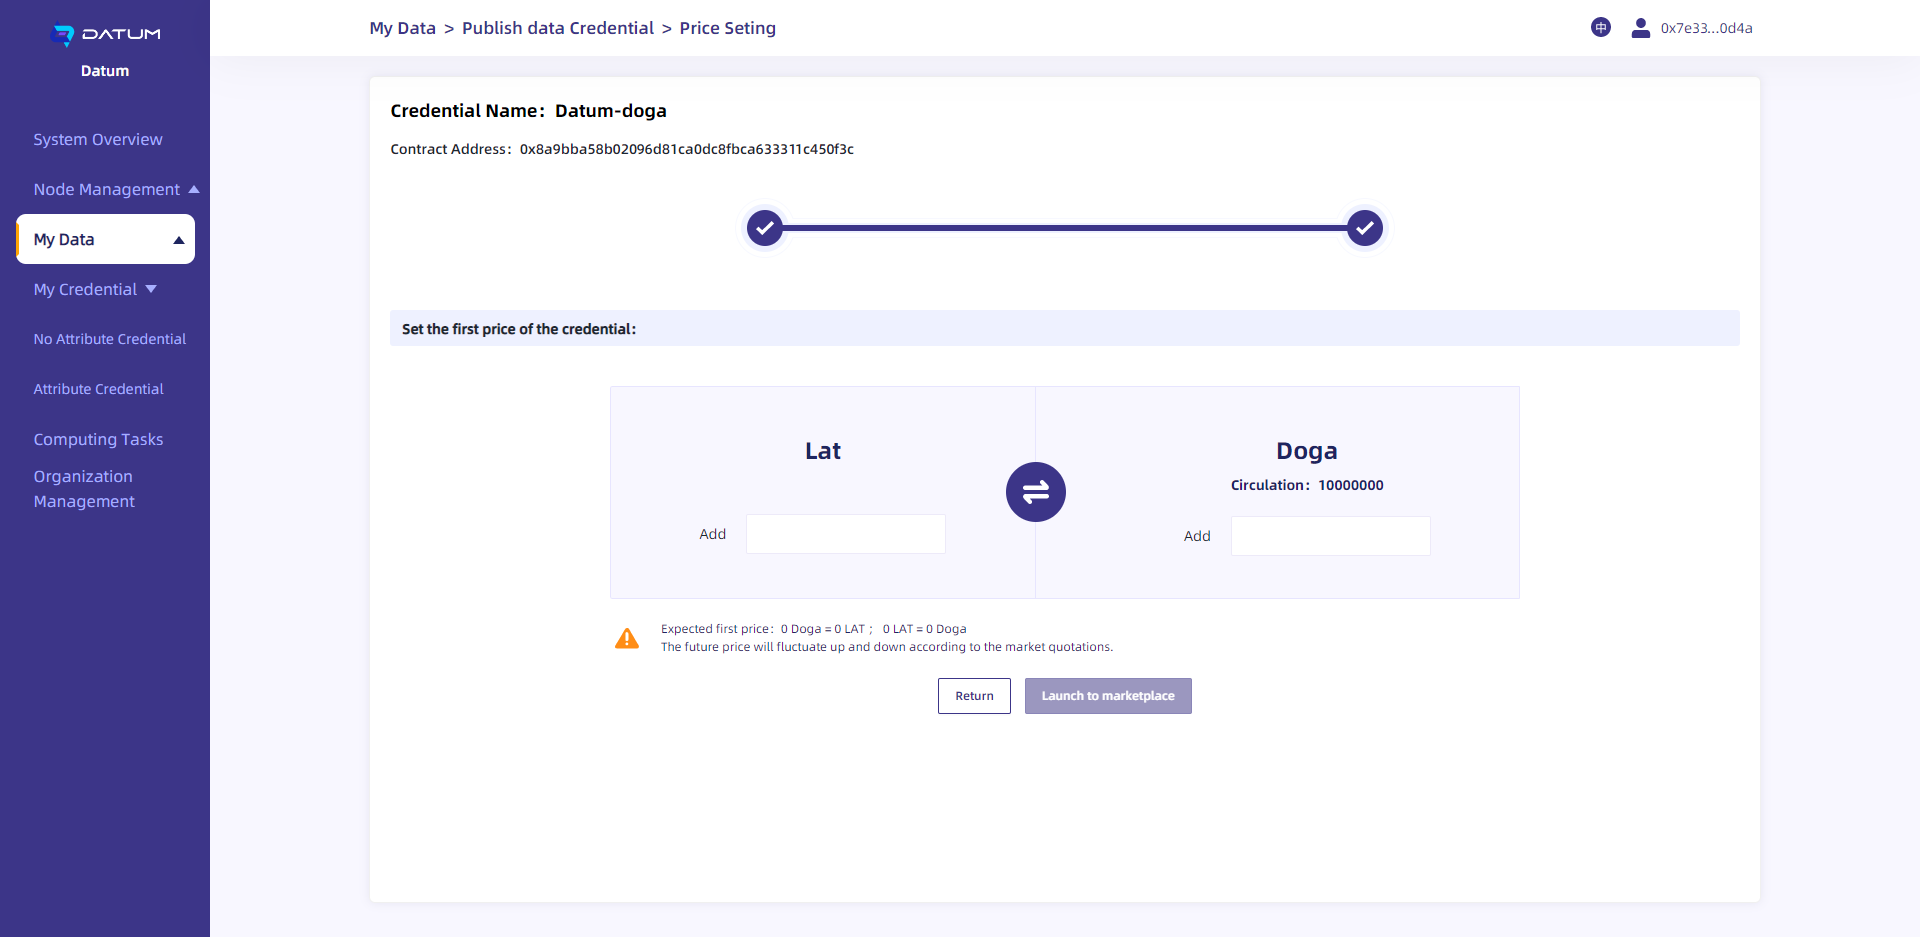 DATUM
Datum
System Overview
Node Management
My Data
My Credential
No Attribute Credential
Attribute Credential
Computing Tasks
Organization
Management
My Data > Publish data Credential > Price Seting
中
0x7e33...0d4a
Credential Name：Datum-doga
Contract Address：0x8a9bba58b02096d81ca0dc8fbca633311c450f3c
Set the first price of the credential：
Lat
Add
Doga
Circulation：10000000
Add
Expected first price：0 Doga = 0 LAT； 0 LAT = 0 Doga
The future price will fluctuate up and down according to the market quotations.
Return
Launch to marketplace